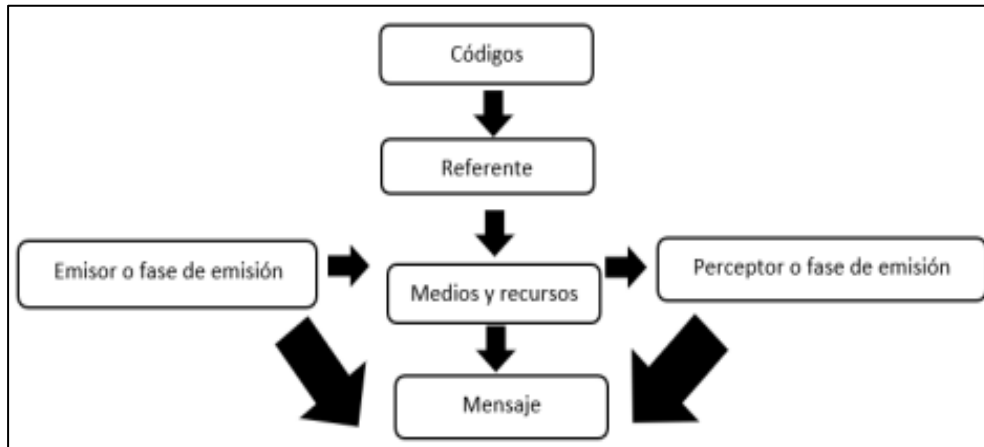 Códigos
Referente
Emisor o fase de emisión
Medios y recursos
Perceptor o fase de emisión
Mensaje